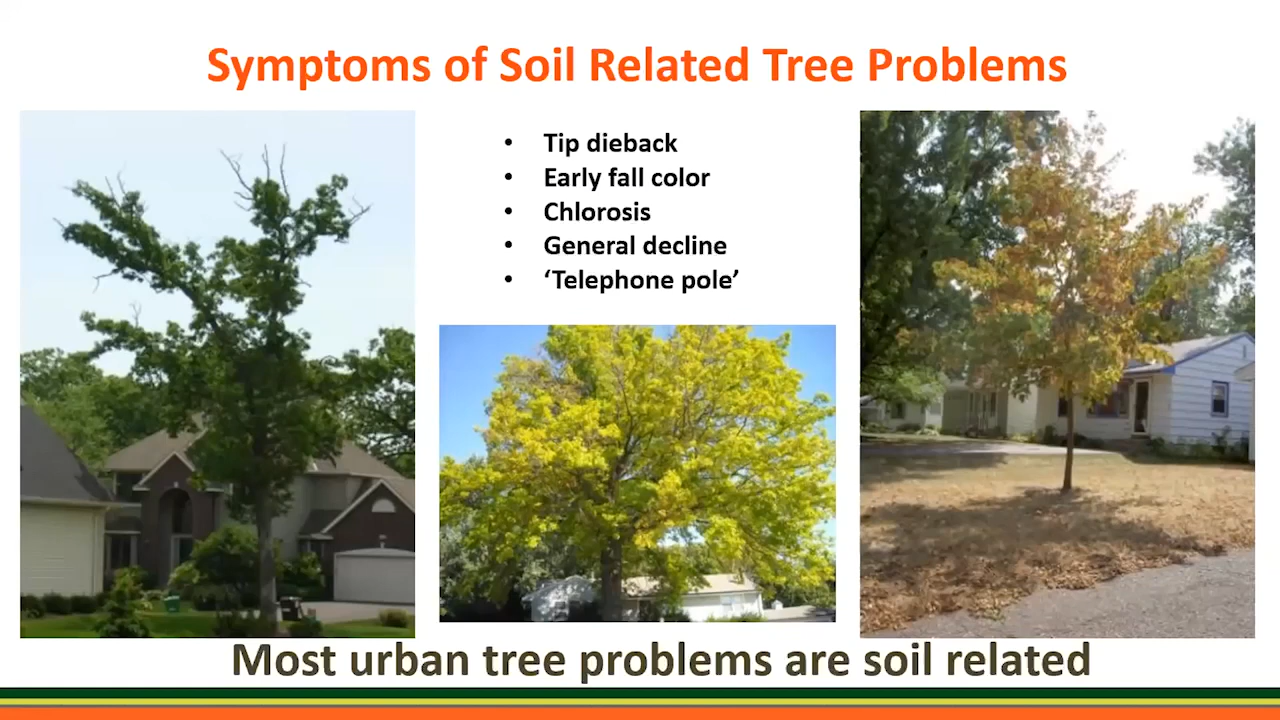 Symptoms of Soil Related Tree Problems
• Tip dieback
• Early fall color
• Chlorosis
• General decline
• ‘Telephone pole’
Most urban tree problems are soil related